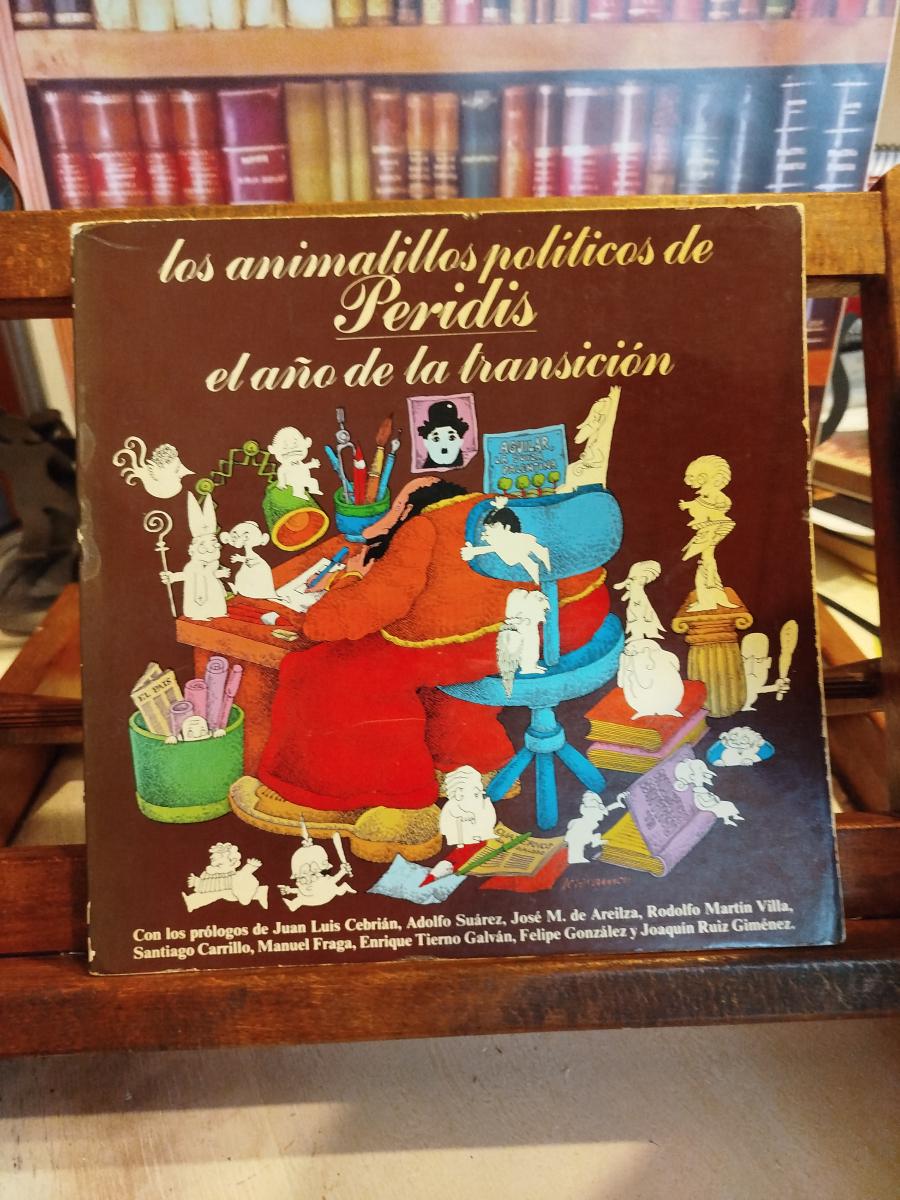 los animalillos políticos de
Peridis
el año de la transición
AGUILAR,
PALENTINA
EL PAIS
Con los prólogos de Juan Luis Cebrián, Adolfo Suárez, José M. de Areilza, Rodolfo Martín Villa,
Santiago Carrillo, Manuel Fraga, Enrique Tierno Galván, Felipe González y Joaquín Ruiz Giménez.